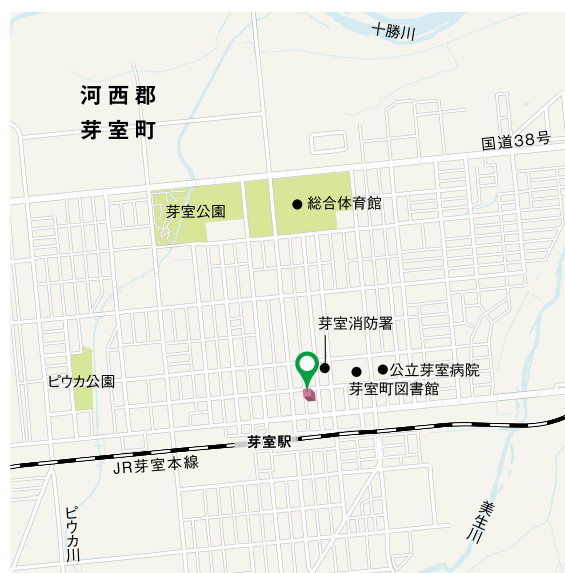 十勝川
河西郡
芽室町
国道38号
芽室公園
総合体育館
芽室消防署
ピウカ公園
公立芽室病院
芽室町図書館
芽室駅
JR芽室本線
ピウカ川
美生川